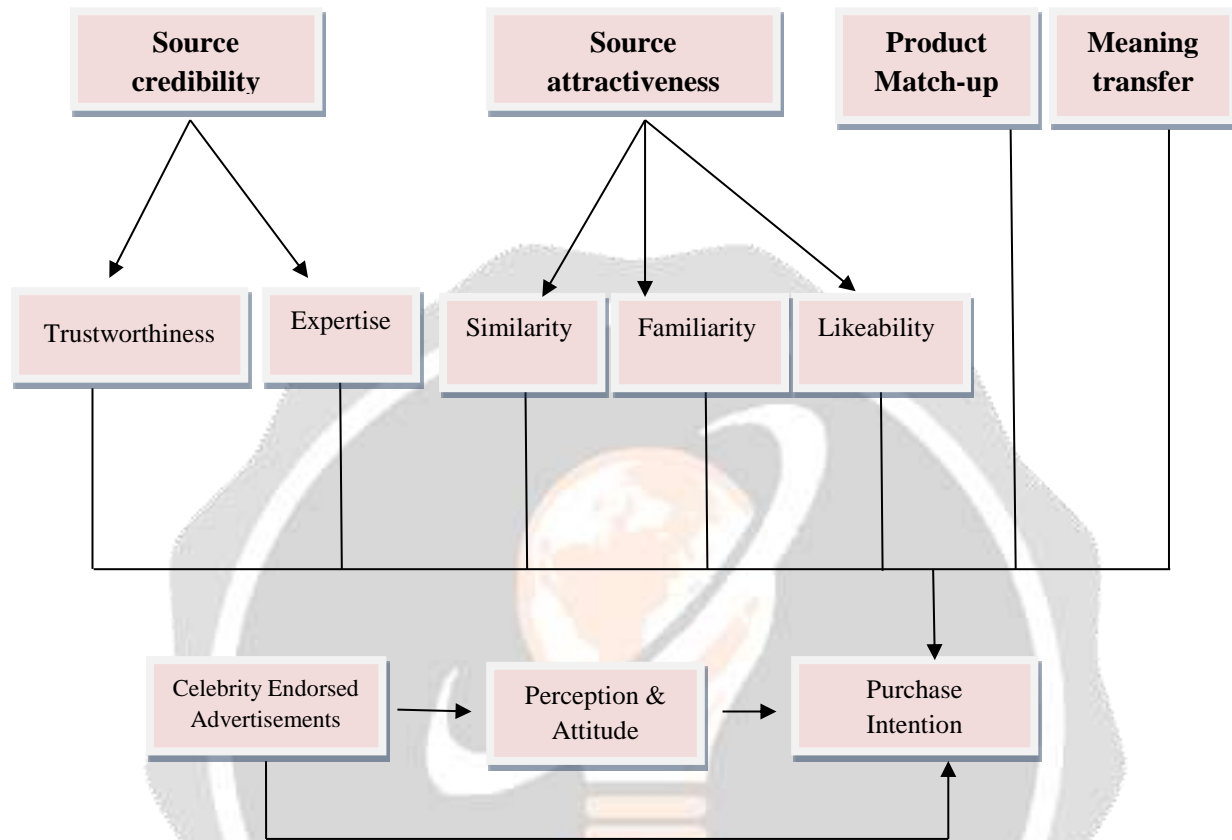 Source
credibility
Source
attractiveness
Product
Match-up
Meaning
transfer
Trustworthiness
Expertise
Similarity
Familiarity
Likeability
Celebrity Endorsed
Advertisements
Perception &
Attitude
Purchase
Intention